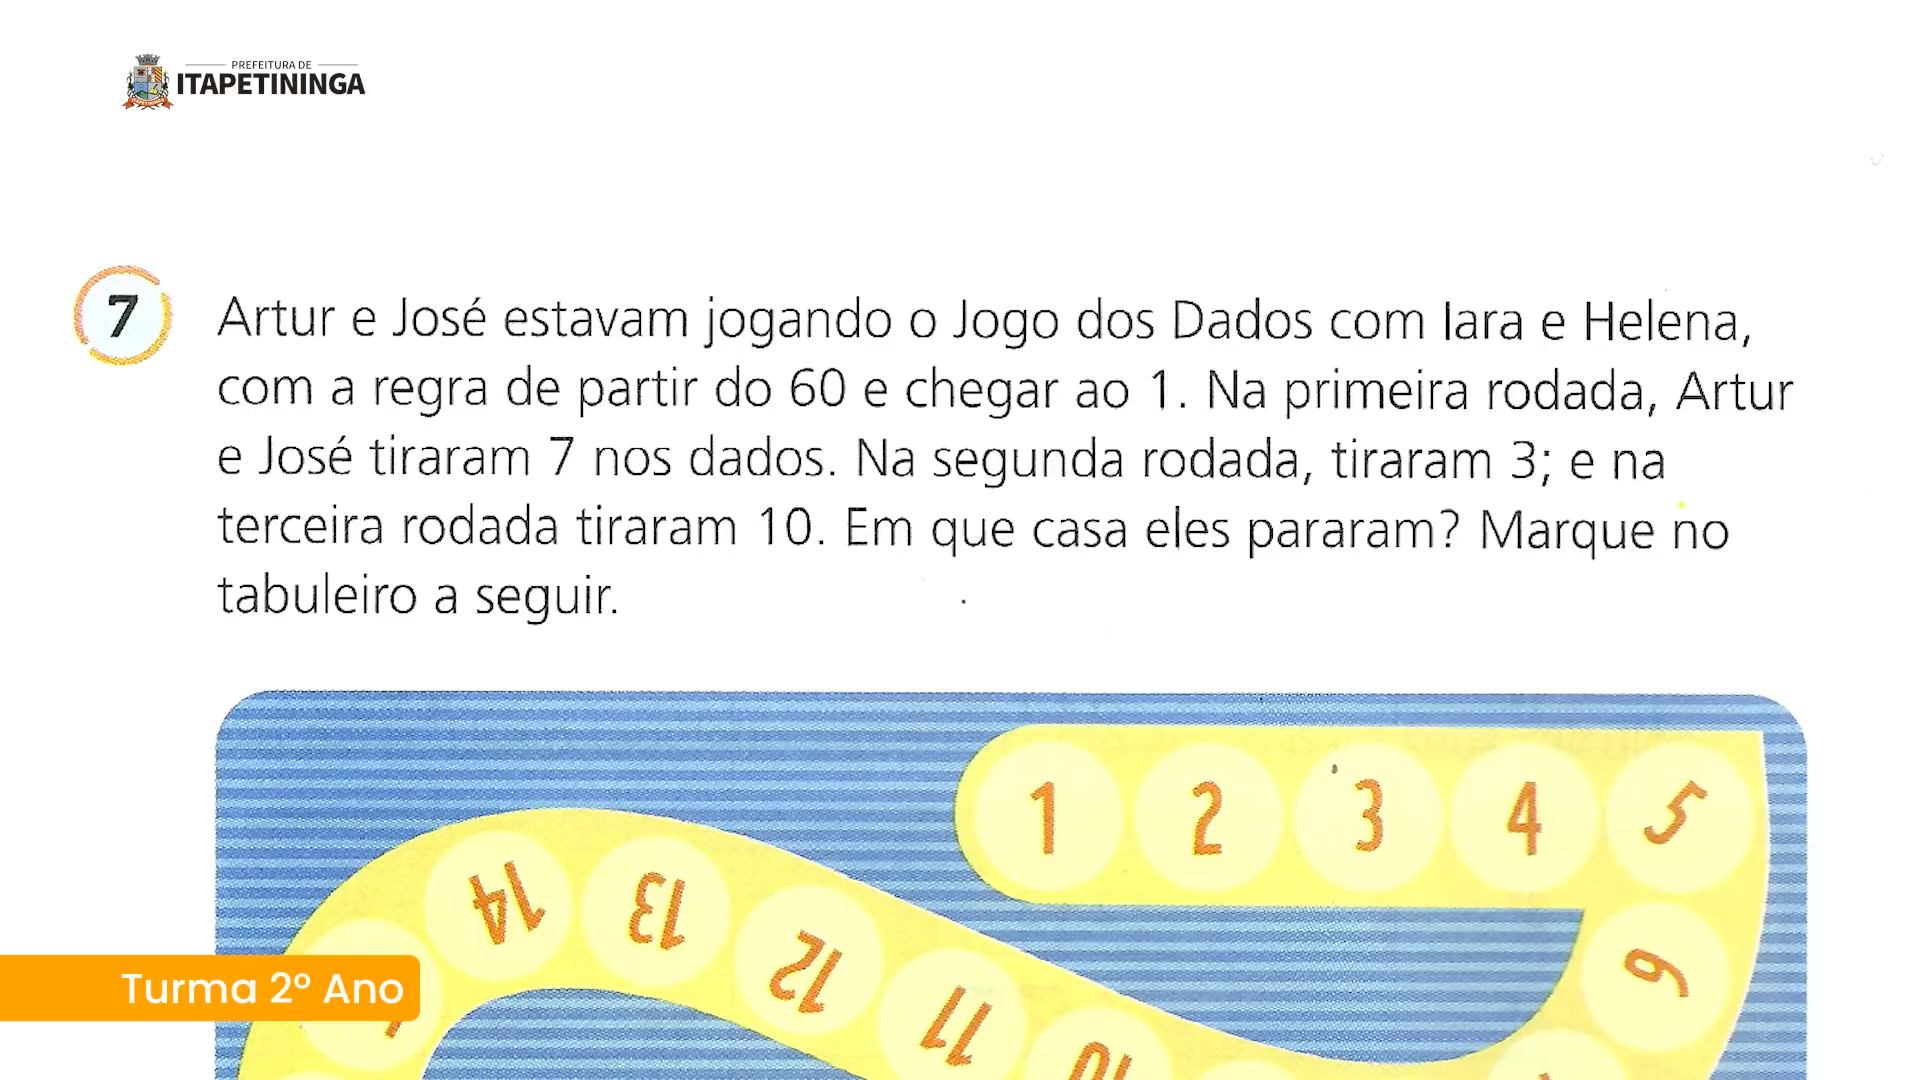 PREFEITURA DE
ITAPETININGA
7
Artur e José estavam jogando o Jogo dos Dados com Iara e Helena,
com a regra de partir do 60 e chegar ao 1. Na primeira rodada, Artur
e José tiraram 7 nos dados. Na segunda rodada, tiraram 3; e na
terceira rodada tiraram 10. Em que casa eles pararam? Marque no
tabuleiro a seguir.
1 2 3 4 5
14 13 12 11 10
6
Turma 2º Ano